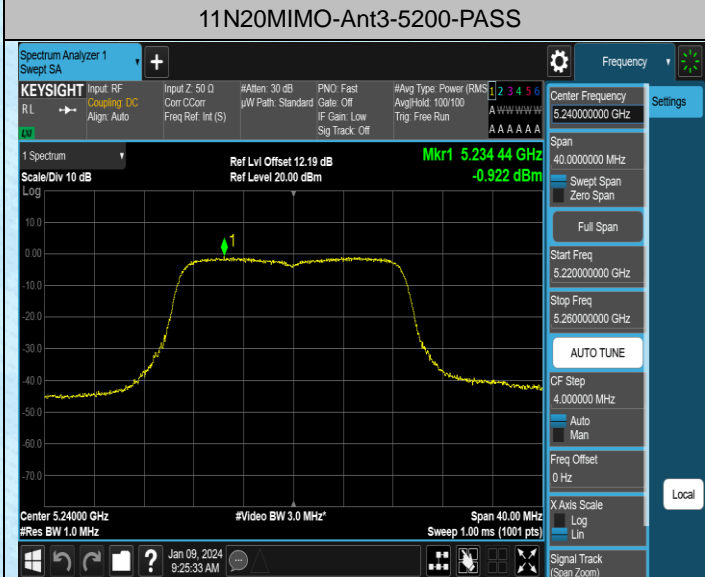 11N20MIMO-Ant3-5200-PASS
Spectrum Analyzer 1
Swept SA
+
Frequency
KEYSIGHT
RL
LXI
Input: RF
Coupling: DC
Align: Auto
Input Z: 50 Ω
Corr CCorr
Freq Ref: Int (S)
#Atten: 30 dB
µW Path: Standard
PNO: Fast
Gate: Off
IF Gain: Low
Sig Track: Off
#Avg Type: Power (RMS
Avg|Hold: 100/100
Trig: Free Run
1 2 3 4 5 6
A W W W W W
A A A A A A
1 Spectrum
Scale/Div 10 dB
Log
Ref Lvl Offset 12.19 dB
Ref Level 20.00 dBm
Mkr1 5.234 44 GHz
-0.922 dBm
10.0
0.00
-10.0
-20.0
-30.0
-40.0
-50.0
-60.0
-70.0
1
Center 5.24000 GHz
#Res BW 1.0 MHz
#Video BW 3.0 MHz*
Span 40.00 MHz
Sweep 1.00 ms (1001 pts)
?
Jan 09, 2024
9:25:33 AM
Center Frequency
5.240000000 GHz
Settings
Span
40.0000000 MHz
Swept Span
Zero Span
Full Span
Start Freq
5.220000000 GHz
Stop Freq
5.260000000 GHz
AUTO TUNE
CF Step
4.000000 MHz
Auto
Man
Freq Offset
0 Hz
X Axis Scale
Log
Lin
Local
Signal Track
(Span Zoom)